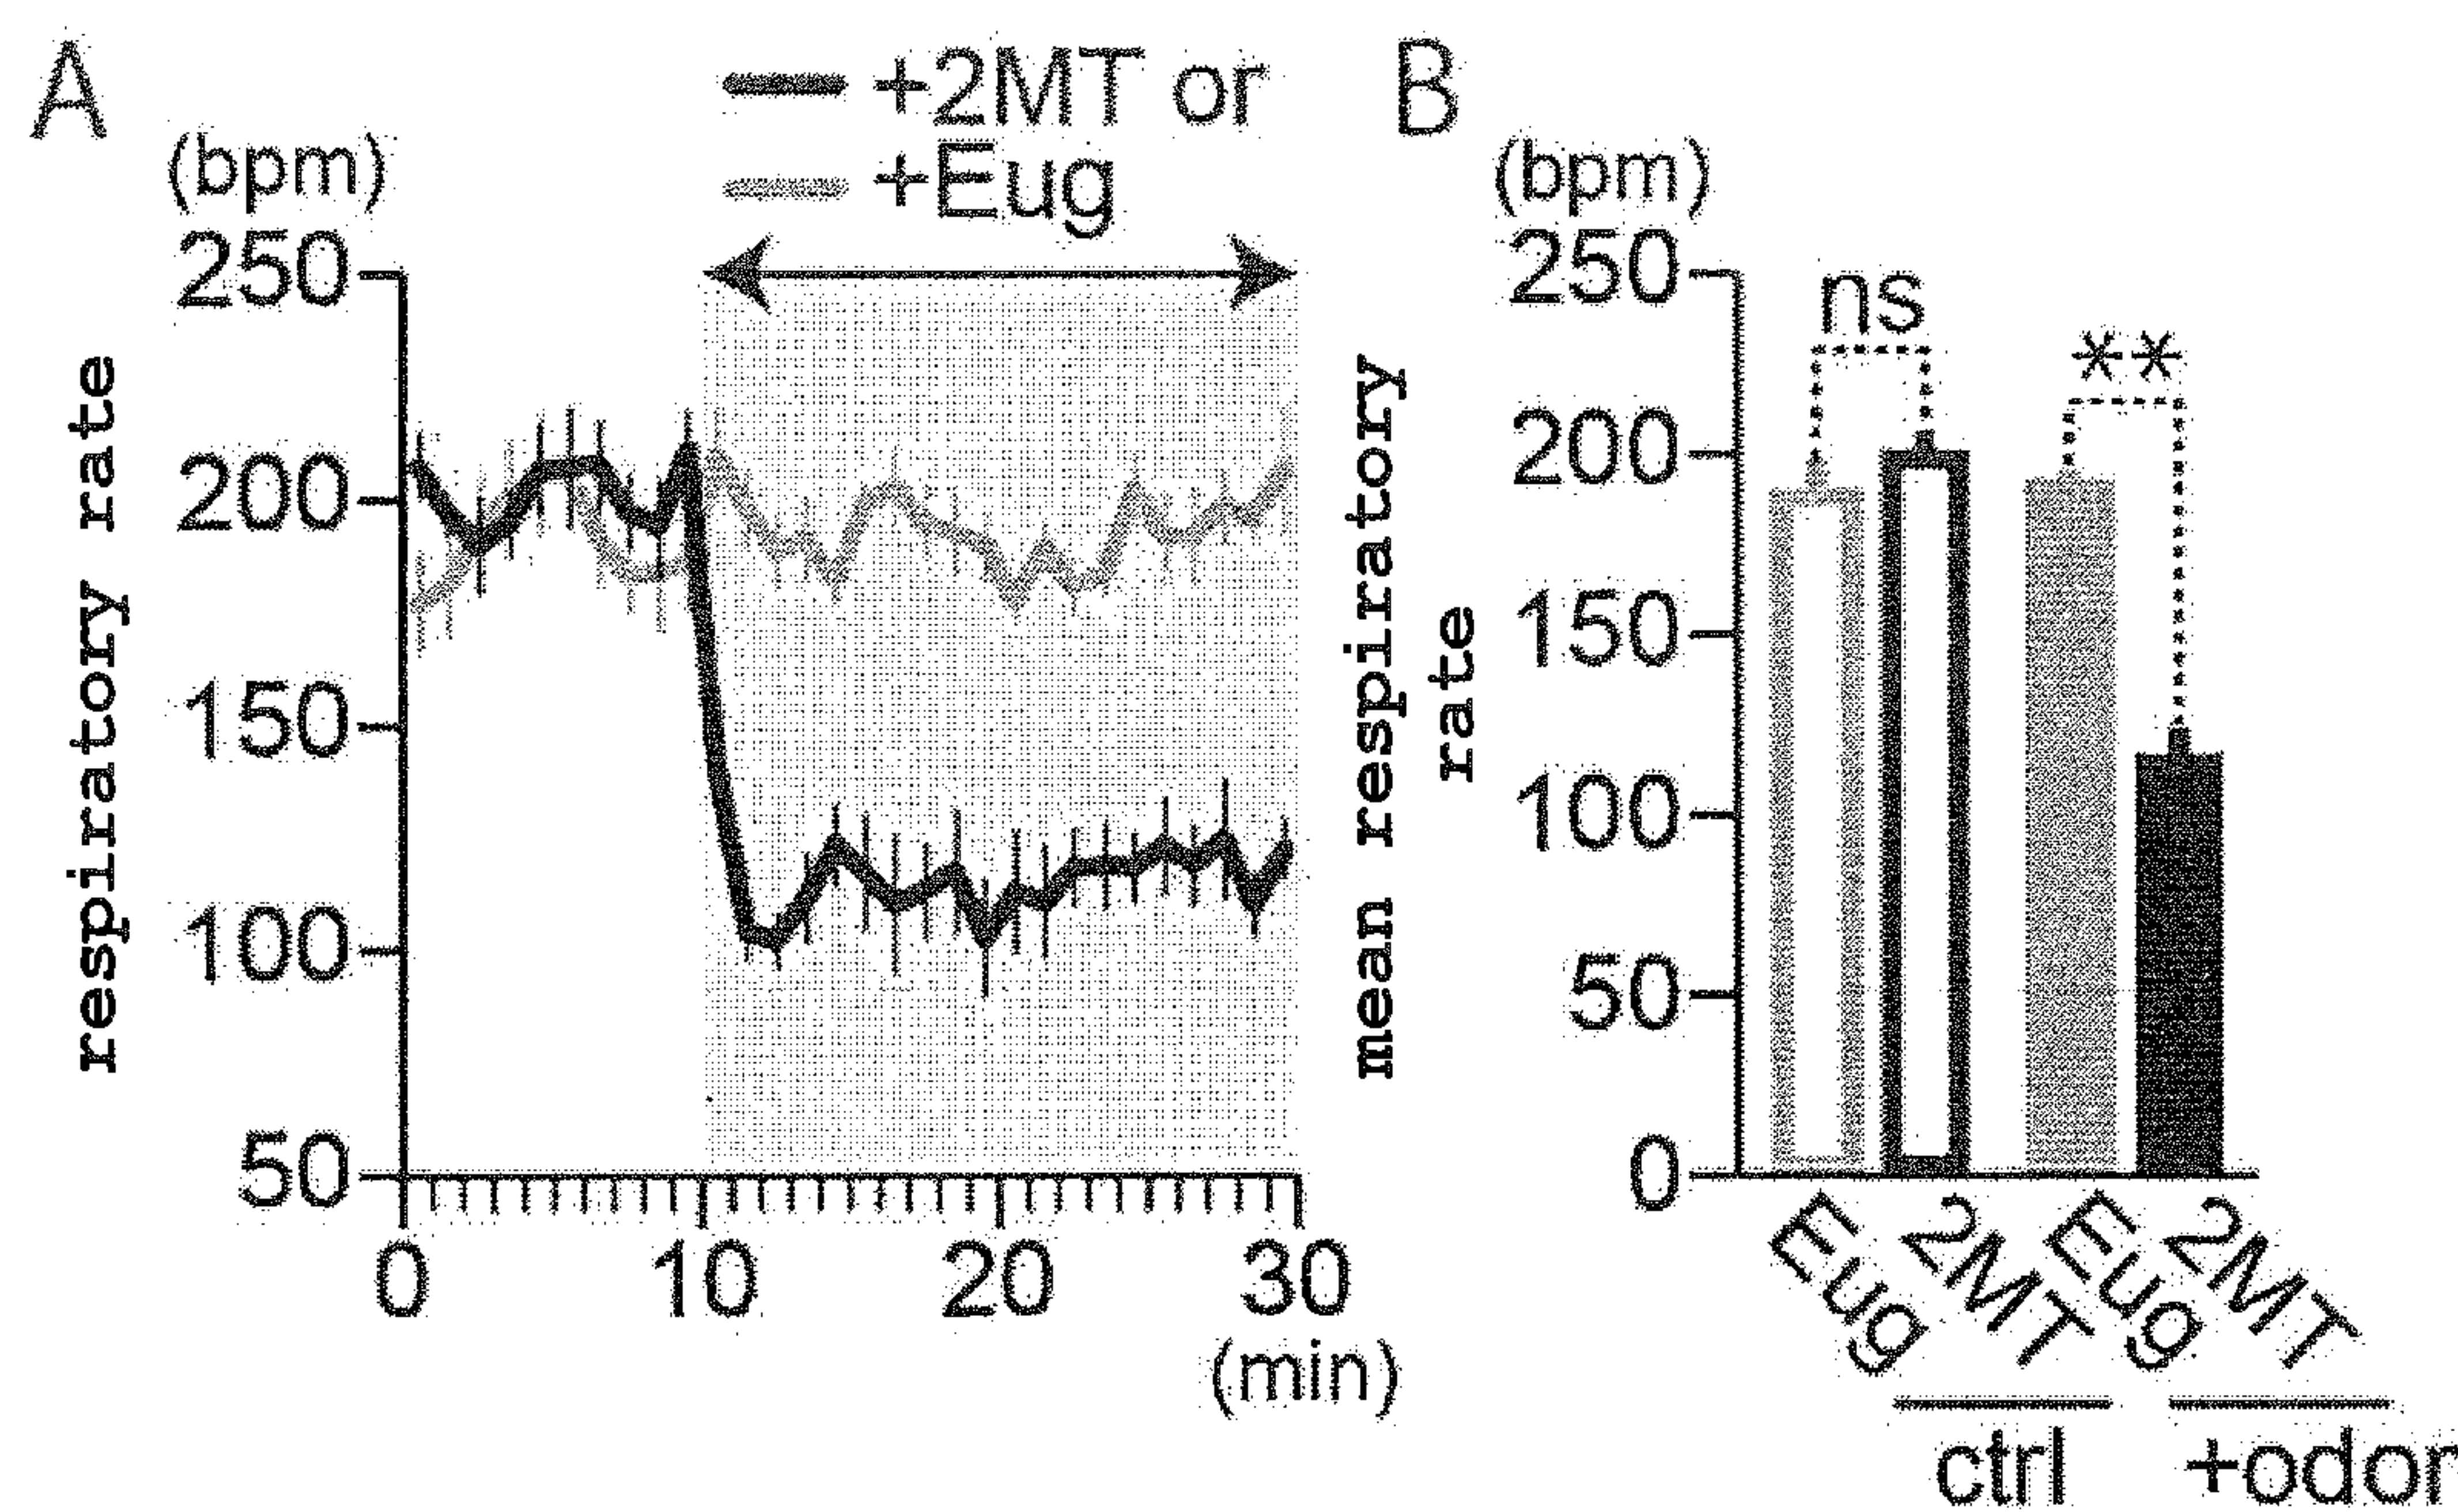 A
+2MT or
+Eug
(bpm)
250
200
150
100
50
respiratory rate
0 10 20 30
(min)
B
(bpm)
250
200
150
100
50
0
mean respiratory
rate
ns
**
Eug 2MT Eug 2MT
ctrl +odor